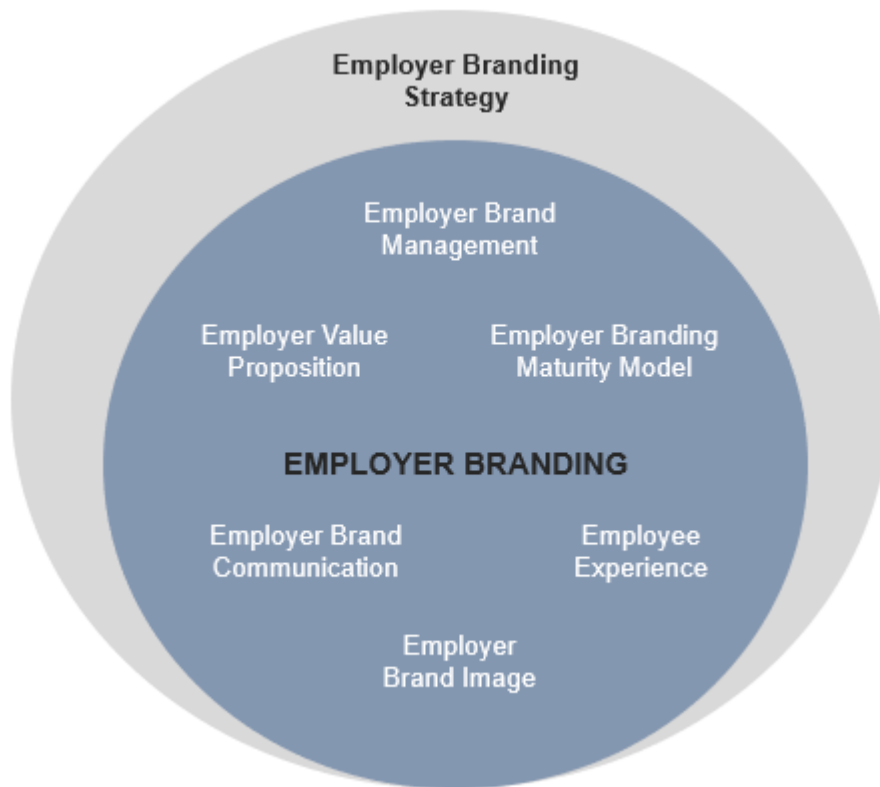 Employer Branding
Strategy
Employer Brand
Management
Employer Value
Proposition
Employer Branding
Maturity Model
EMPLOYER BRANDING
Employer Brand
Communication
Employee
Experience
Employer
Brand Image